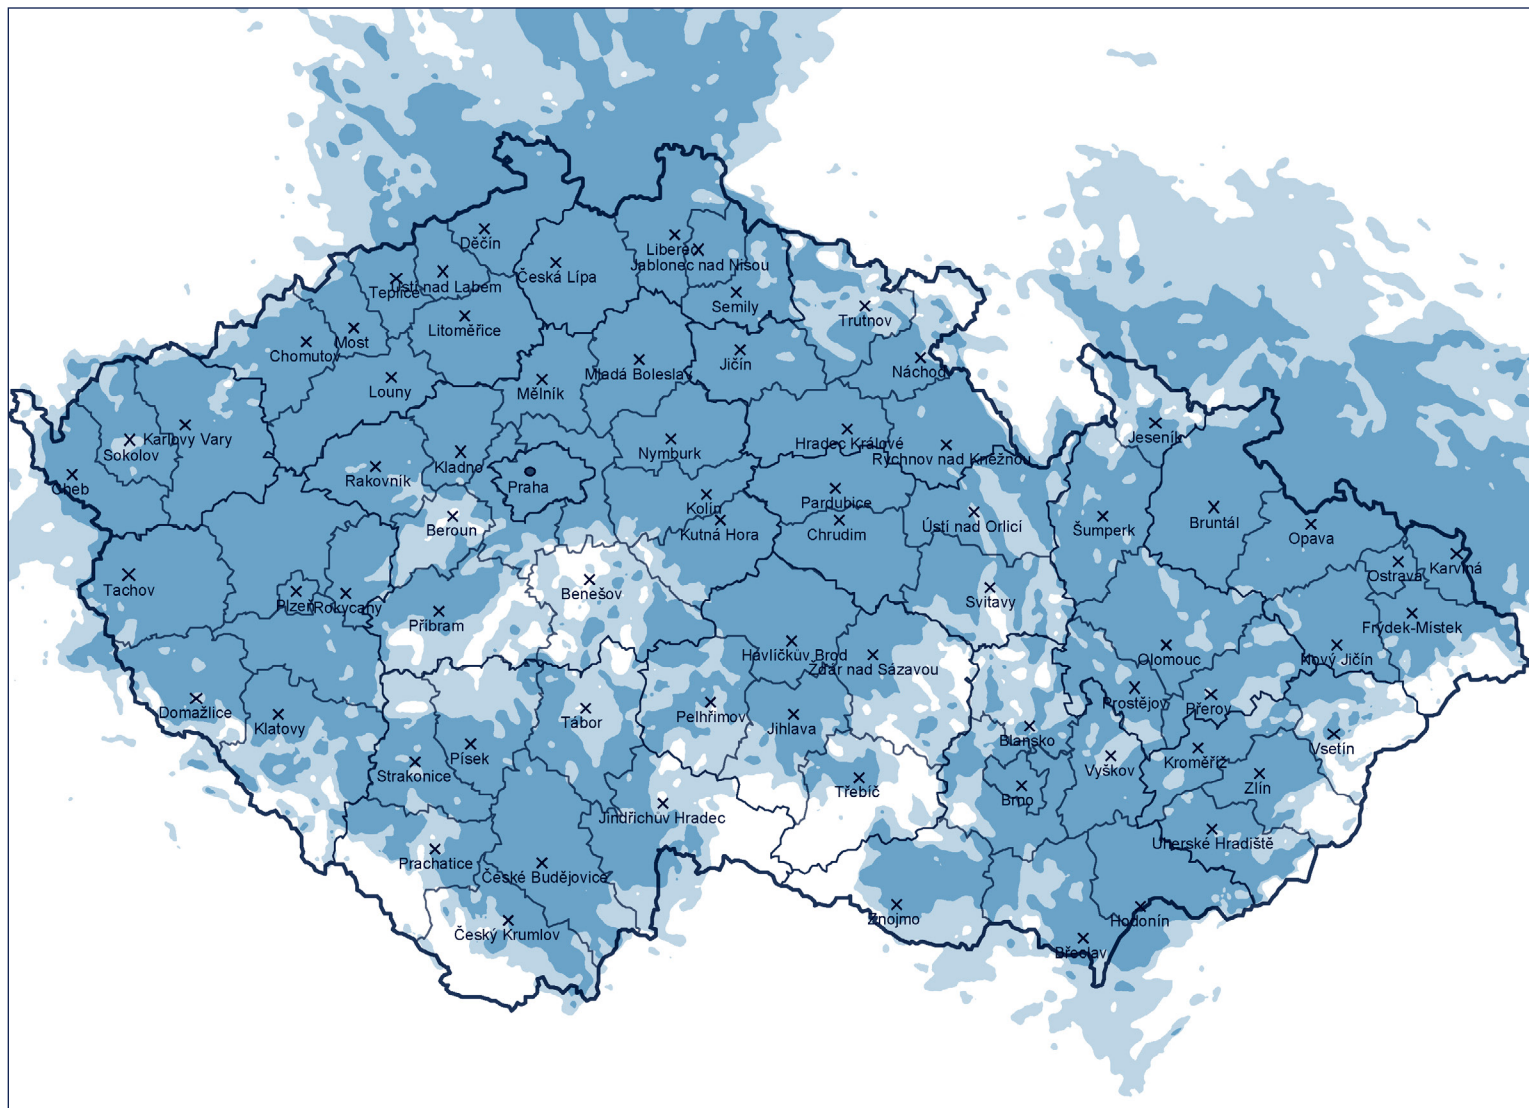 Děčín
Liberec
Jablonec nad Nisou
Česká Lípa
Ústí nad Labem
Teplice
Semily
Trutnov
Litoměřice
Most
Chomutov
Jičín
Náchod
Mladá Boleslav
Louny
Mělník
Karlovy Vary
Sokolov
Hradec Králové
Jeseník
Nymburk
Rychnov nad Kněžnou
Kladno
Rakovník
Praha
Cheb
Pardubice
Kolín
Beroun
Kutná Hora
Chrudim
Ústí nad Orlicí
Šumperk
Bruntál
Opava
Ostrava
Karviná
Tachov
Benešov
Svitavy
Plzeň
Rokycany
Příbram
Frýdek-Místek
Havlíčkův Brod
Žďár nad Sázavou
Olomouc
Nový Jičín
Prostějov
Přerov
Domažlice
Klatovy
Tábor
Pelhřimov
Jihlava
Blansko
Vsetín
Písek
Strakonice
Vyškov
Kroměříž
Třebíč
Brno
Zlín
Jindřichův Hradec
Uherské Hradiště
Prachatice
České Budějovice
Znojmo
Hodonín
Český Krumlov
Břeclav